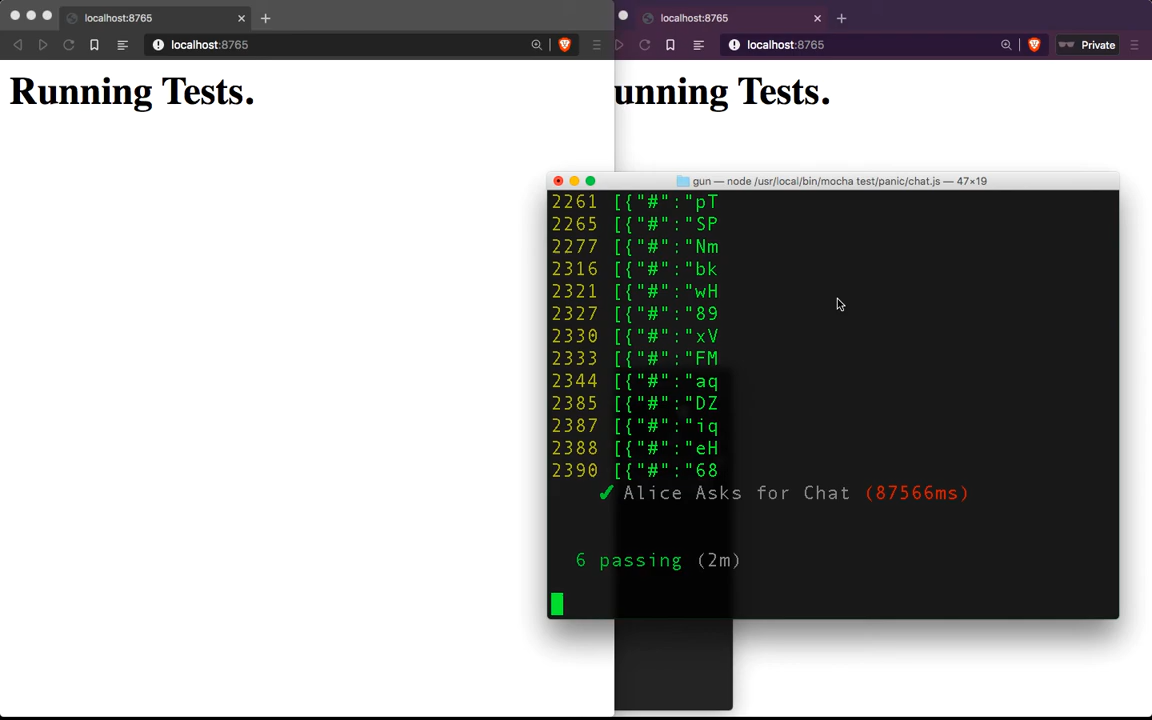 localhost:8765
localhost:8765
localhost:8765
localhost:8765
Private
Running Tests.
unning Tests.
gun — node /usr/local/bin/mocha test/panic/chat.js — 47×19
2261 [{"#":"pT
2265 [{"#":"SP
2277 [{"#":"Nm
2316 [{"#":"bk
2321 [{"#":"wH
2327 [{"#":"89
2330 [{"#":"xV
2333 [{"#":"FM
2344 [{"#":"aq
2385 [{"#":"DZ
2387 [{"#":"iq
2388 [{"#":"eH
2390 [{"#":"68
✓ Alice Asks for Chat (87566ms)
6 passing (2m)